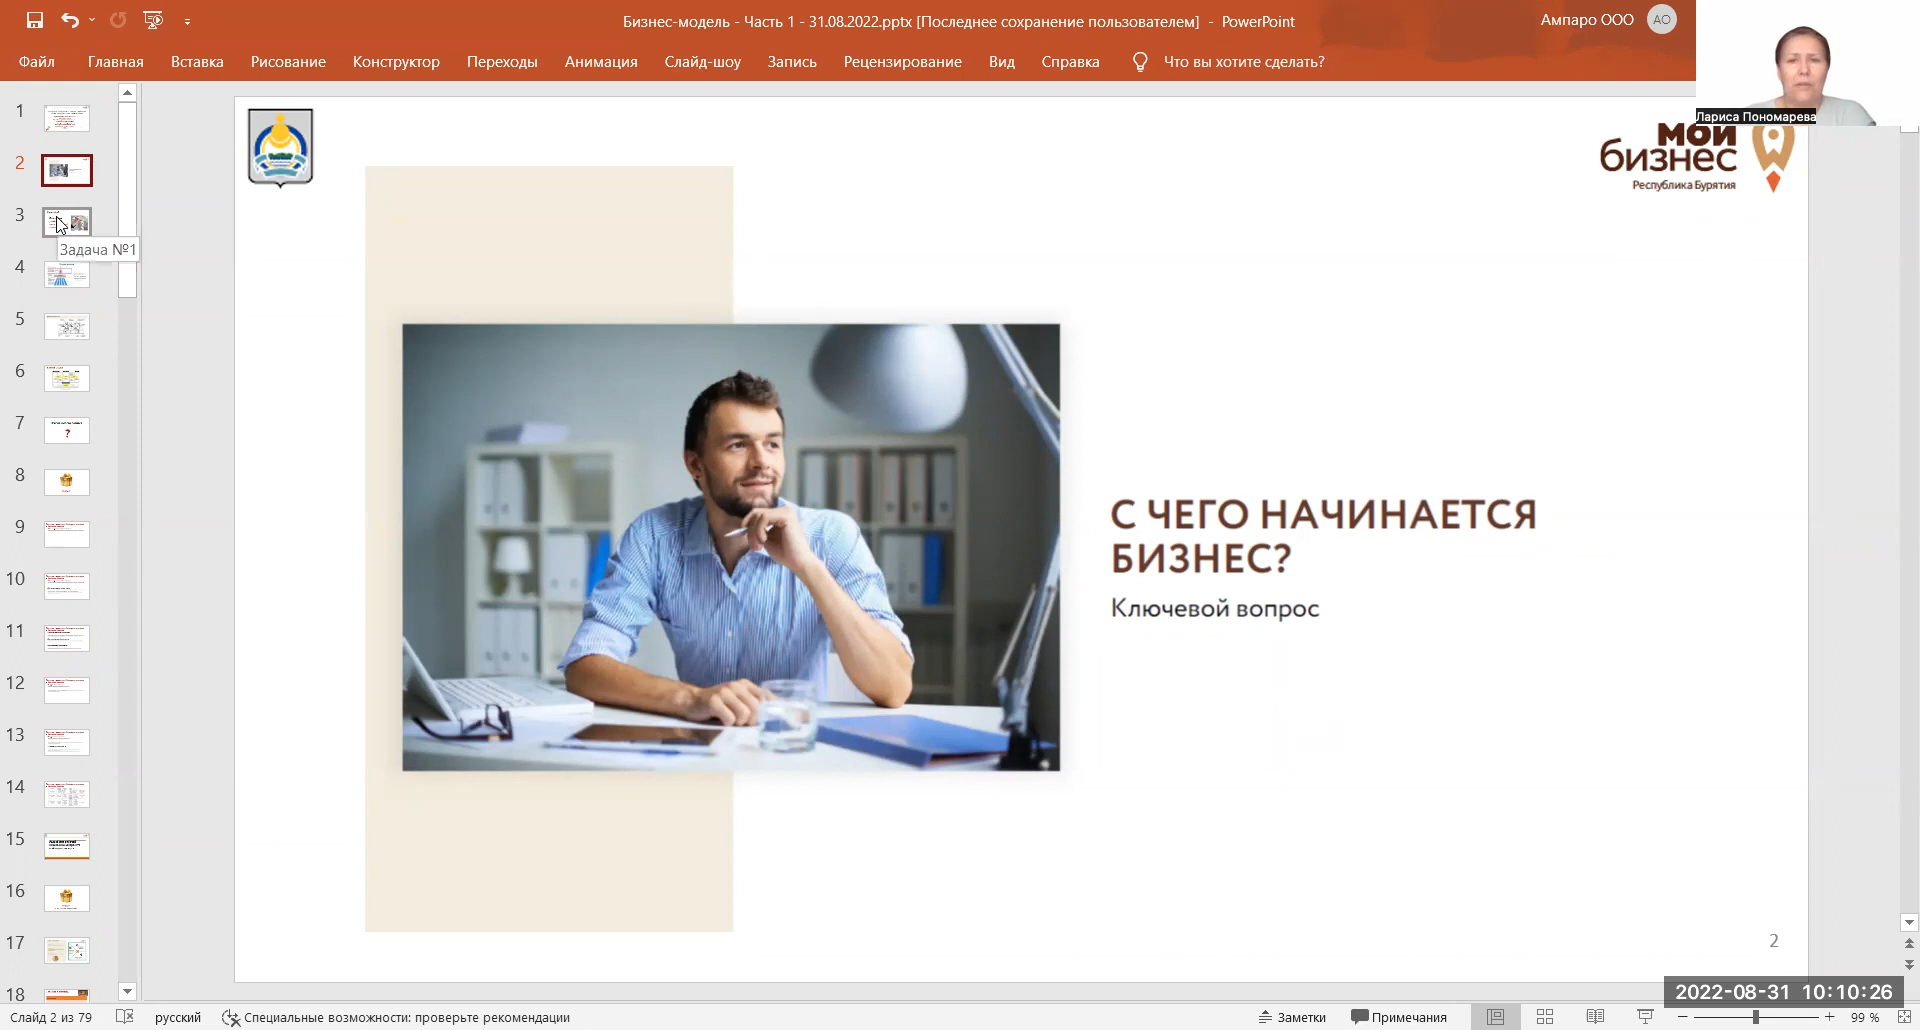 Бизнес-модель - Часть 1 - 31.08.2022.pptx [Последнее сохранение пользователем] - PowerPoint
Ампаро ООО
АО
Файл
Главная
Вставка
Рисование
Конструктор
Переходы
Анимация
Слайд-шоу
Запись
Рецензирование
Вид
Справка
Что вы хотите сделать?
Лариса Пономарева
мой
бизнес
Республика Бурятия
1
2
3
Задача №1
4
5
6
7
?
8
9
10
11
12
13
14
15
16
17
18
С ЧЕГО НАЧИНАЕТСЯ
БИЗНЕС?
Ключевой вопрос
2
2022-08-31 10:10:26
Слайд 2 из 79
русский
Специальные возможности: проверьте рекомендации
Заметки
Примечания
99 %